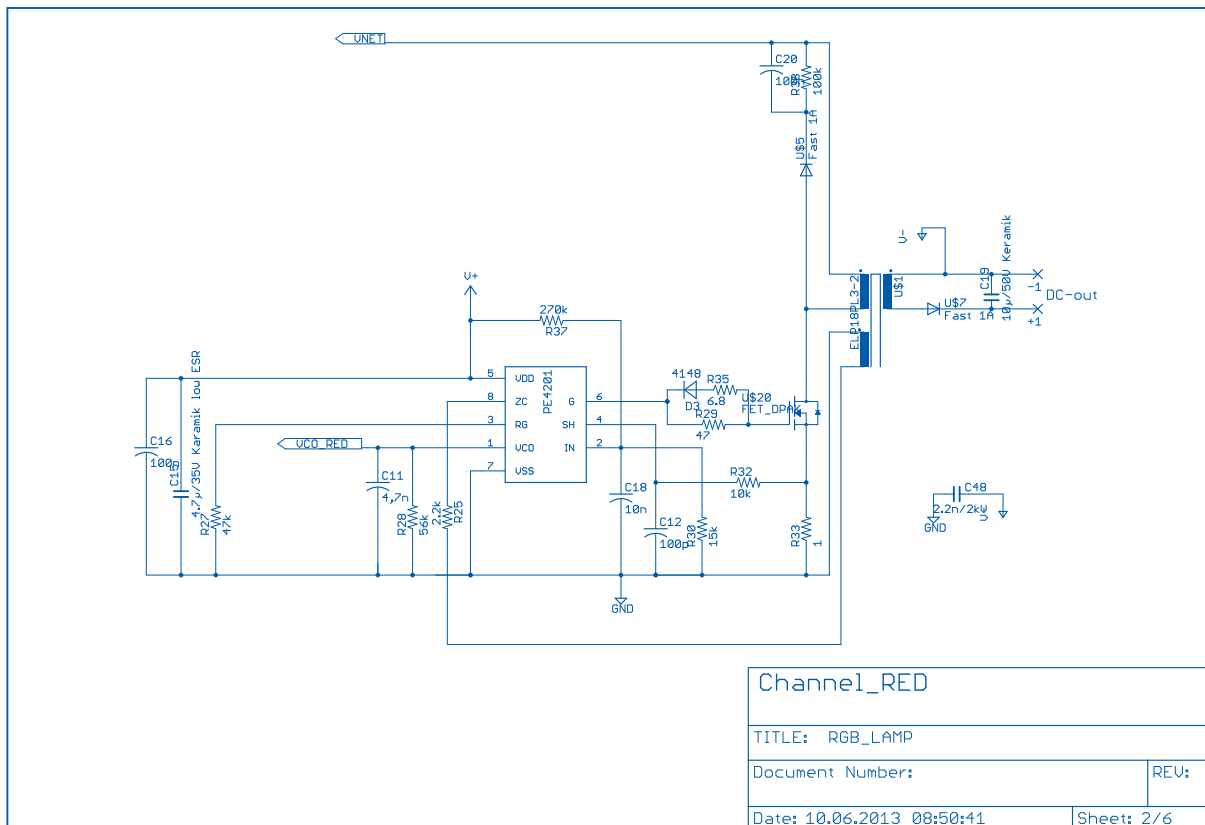 VNET
C20
R38
100k
U$5
Fast 1A
V-
U$1
ELP18PL3-2
U$7
Fast 1A
C19
10µ/50V Keramik
-1
DC-out
+1
V+
270k
R37
PE4201
5 VDD
8 ZC
3 RG
1 VCO
7 VSS
G 6
SH 4
IN 2
4148
D3
R35
6.8
R29
47
U$20
FET_DPAK
C16
100p
C15
4.7µ/35V Karamik low ESR
R27
47k
VCO_RED
C11
4,7n
R28
56k
2.2k
R25
C18
10n
C12
100p
R30
15k
R32
10k
R33
1
GND
C48
2.2n/2kV
GND
V-
Channel_RED
TITLE: RGB_LAMP
Document Number:
REV:
Date: 10.06.2013 08:50:41
Sheet: 2/6